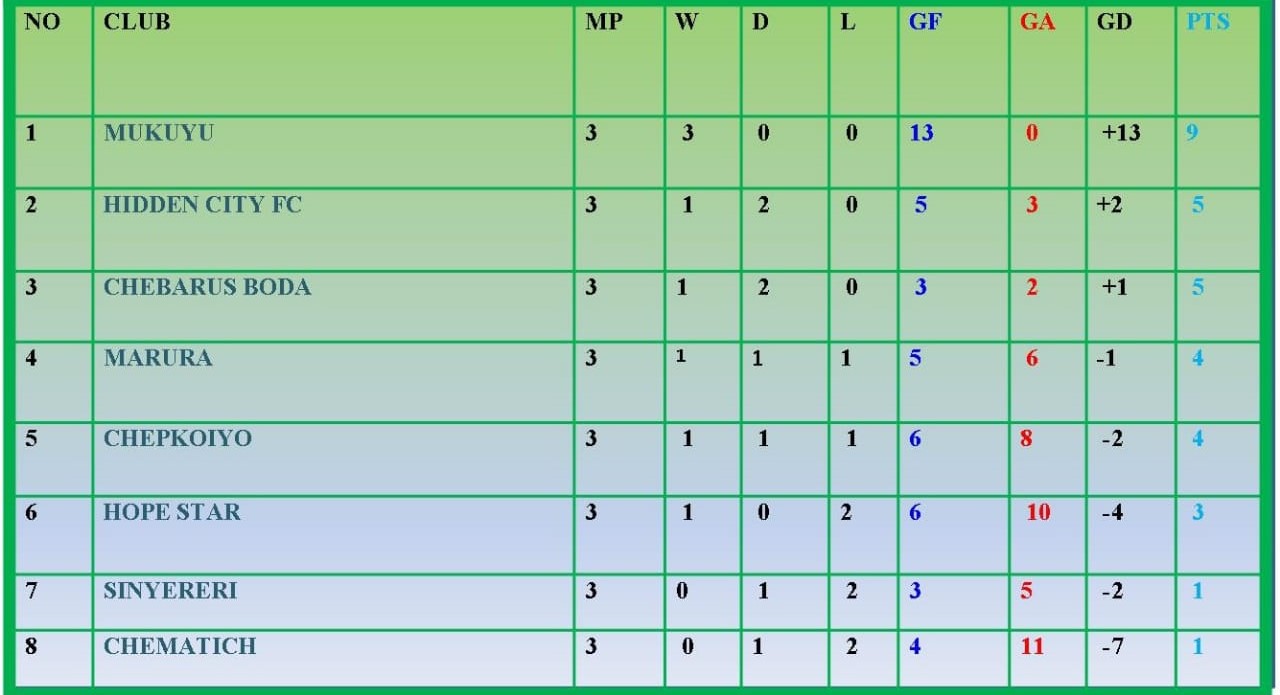 NO CLUB MP W D L GF GA GD PTS
1 MUKUYU 3 3 0 0 13 0 +13 9
2 HIDDEN CITY FC 3 1 2 0 5 3 +2 5
3 CHEBARUS BODA 3 1 2 0 3 2 +1 5
4 MARURA 3 1 1 1 5 6 -1 4
5 CHEPKOIYO 3 1 1 1 6 8 -2 4
6 HOPE STAR 3 1 0 2 6 10 -4 3
7 SINYERERI 3 0 1 2 3 5 -2 1
8 CHEMATICH 3 0 1 2 4 11 -7 1